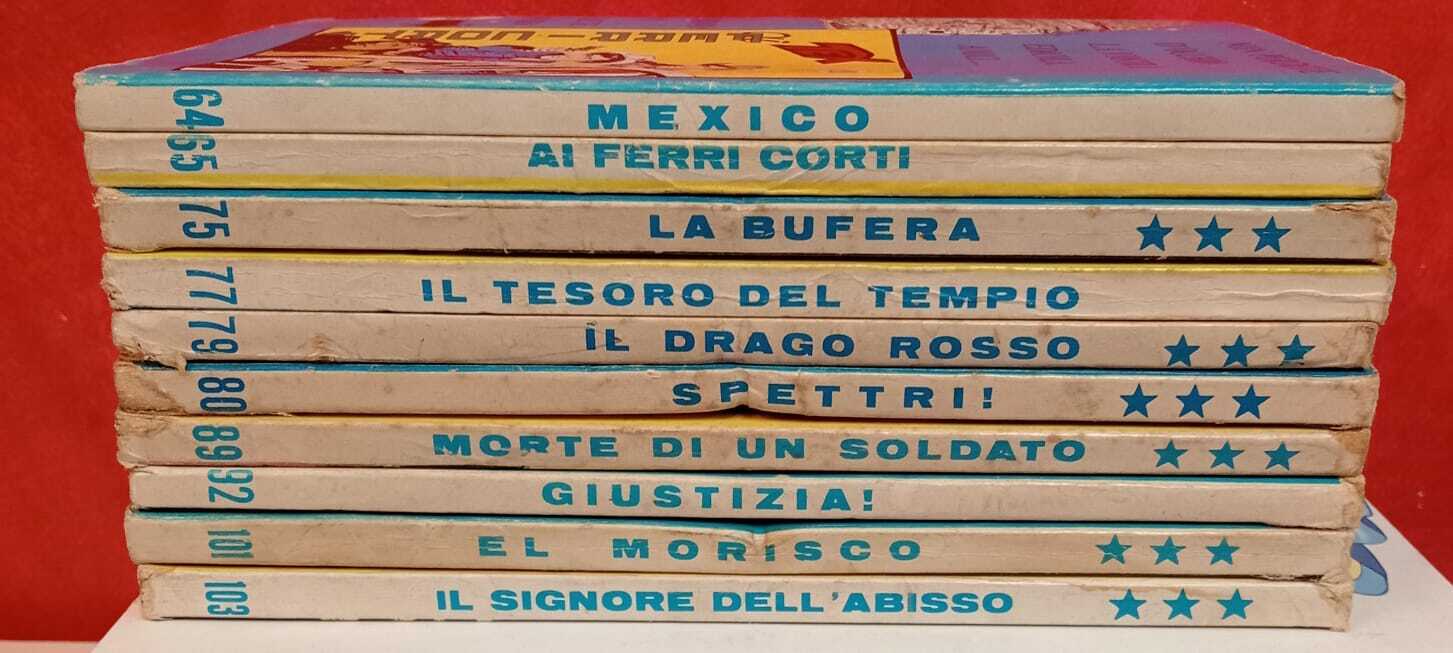 64 MEXICO
65 AI FERRI CORTI
75 LA BUFERA ★★★
77 IL TESORO DEL TEMPIO
79 IL DRAGO ROSSO ★★★
80 SPETTRI! ★★★
89 MORTE DI UN SOLDATO ★★★
92 GIUSTIZIA!
101 EL MORISCO ★★★
103 IL SIGNORE DELL'ABISSO ★★★